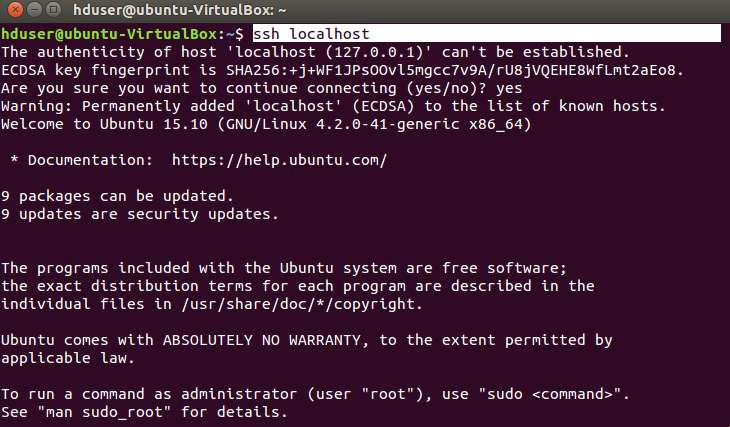 hduser@ubuntu-VirtualBox: ~
hduser@ubuntu-VirtualBox:~$ ssh localhost
The authenticity of host 'localhost (127.0.0.1)' can't be established.
ECDSA key fingerprint is SHA256:+j+WF1JPsOOvl5mgcc7v9A/rU8jVQEHE8WfLmt2aEo8.
Are you sure you want to continue connecting (yes/no)? yes
Warning: Permanently added 'localhost' (ECDSA) to the list of known hosts.
Welcome to Ubuntu 15.10 (GNU/Linux 4.2.0-41-generic x86_64)
* Documentation:  https://help.ubuntu.com/
9 packages can be updated.
9 updates are security updates.
The programs included with the Ubuntu system are free software;
the exact distribution terms for each program are described in the
individual files in /usr/share/doc/*/copyright.
Ubuntu comes with ABSOLUTELY NO WARRANTY, to the extent permitted by
applicable law.
To run a command as administrator (user "root"), use "sudo <command>".
See "man sudo_root" for details.